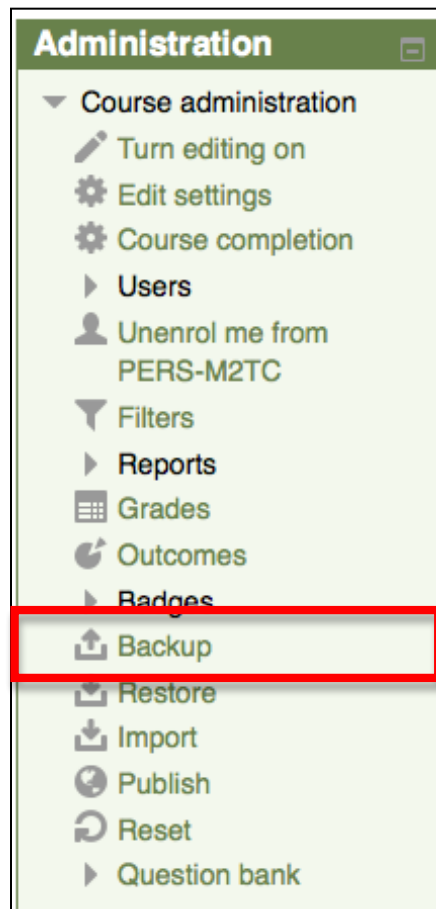 Administration
Course administration
Turn editing on
Edit settings
Course completion
Users
Unenrol me from
PERS-M2TC
Filters
Reports
Grades
Outcomes
Badges
Backup
Restore
Import
Publish
Reset
Question bank